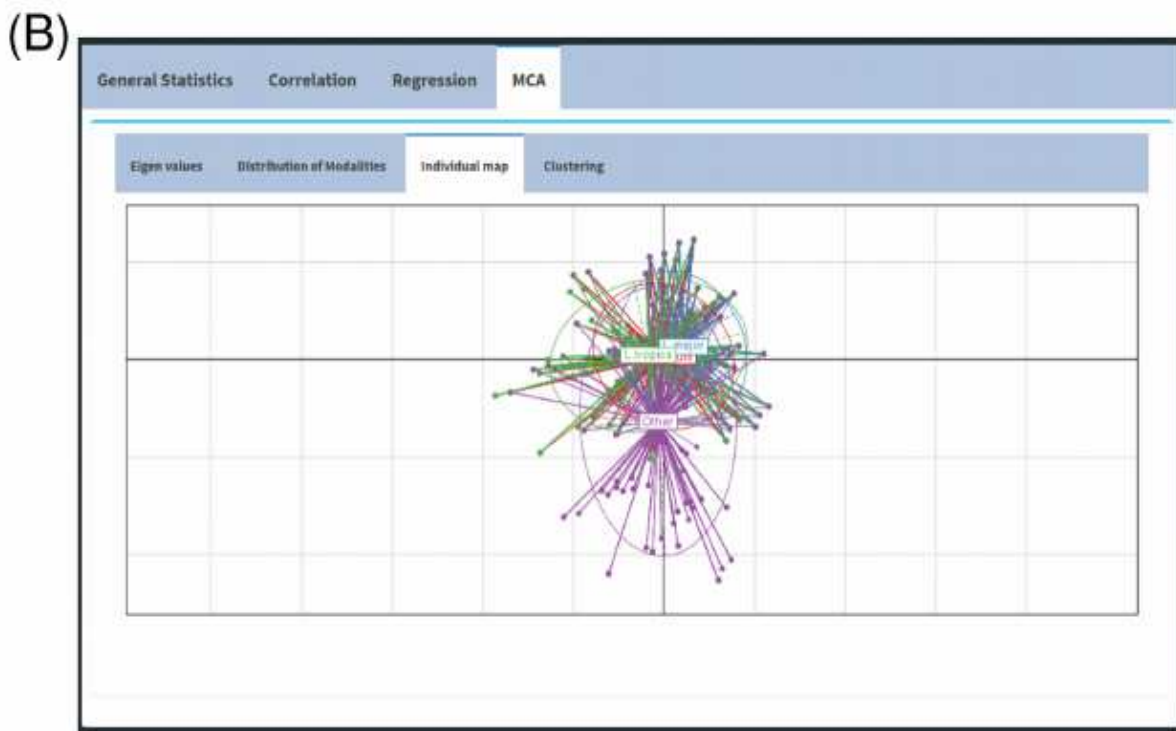 (B)
General Statistics Correlation Regression MCA
Eigen values Distribution of Modalities Individual map Clustering
L.major
L.tropica
Other